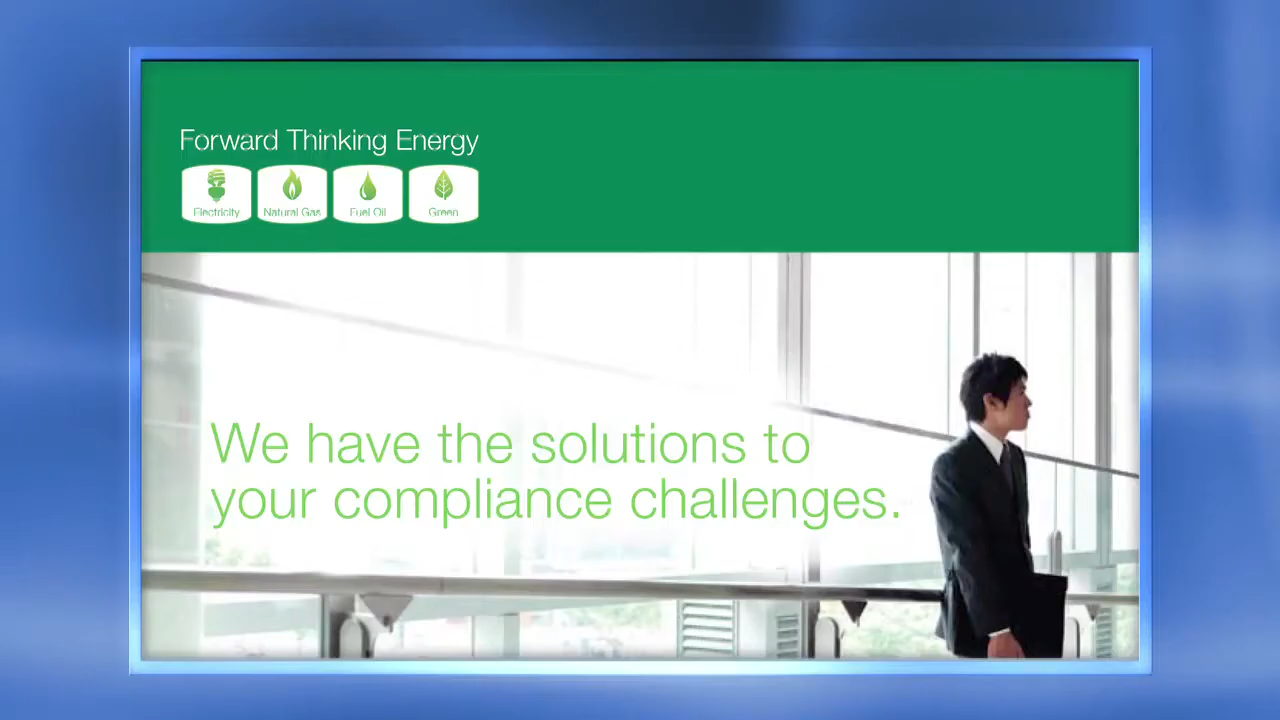 Forward Thinking Energy
Electricity Natural Gas Fuel Oil Green
We have the solutions to
your compliance challenges.